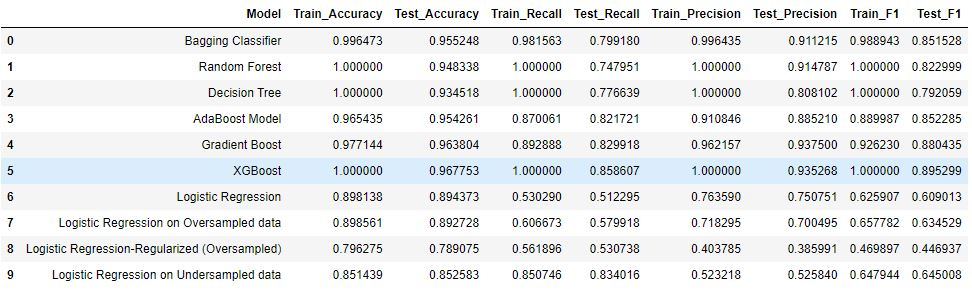 Model Train_Accuracy Test_Accuracy Train_Recall Test_Recall Train_Precision Test_Precision Train_F1 Test_F1
0 Bagging Classifier 0.996473 0.955248 0.981563 0.799180 0.996435 0.911215 0.988943 0.851528
1 Random Forest 1.000000 0.948338 1.000000 0.747951 1.000000 0.914787 1.000000 0.822999
2 Decision Tree 1.000000 0.934518 1.000000 0.776639 1.000000 0.808102 1.000000 0.792059
3 AdaBoost Model 0.965435 0.954261 0.870061 0.821721 0.910846 0.885210 0.889987 0.852285
4 Gradient Boost 0.977144 0.963804 0.892888 0.829918 0.962157 0.937500 0.926230 0.880435
5 XGBoost 1.000000 0.967753 1.000000 0.858607 1.000000 0.935268 1.000000 0.895299
6 Logistic Regression 0.898138 0.894373 0.530290 0.512295 0.763590 0.750751 0.625907 0.609013
7 Logistic Regression on Oversampled data 0.898561 0.892728 0.606673 0.579918 0.718295 0.700495 0.657782 0.634529
8 Logistic Regression-Regularized (Oversampled) 0.796275 0.789075 0.561896 0.530738 0.403785 0.385991 0.469897 0.446937
9 Logistic Regression on Undersampled data 0.851439 0.852583 0.850746 0.834016 0.523218 0.525840 0.647944 0.645008